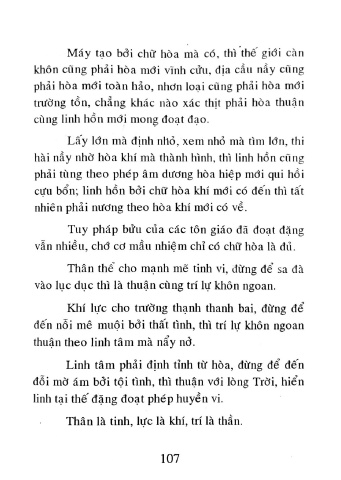 Máy tạo bởi chữ hòa mà có, thì thế giới càn
khôn cũng phải hòa mới vĩnh cửu, địa cầu nầy cũng
phải hòa mới toàn hảo, nhơn loại cũng phải hòa mới
trường tồn, chẳng khác nào xác thịt phải hòa thuận
cùng linh hồn mới mong đoạt đạo.
Lấy lớn mà định nhỏ, xem nhỏ mà tìm lớn, thi
hài nầy nhờ hòa khí mà thành hình, thì linh hồn cũng
phải tùng theo phép âm dương hòa hiệp mới qui hồi
cựu bổn; linh hồn bởi chữ hòa khí mới có đến thì tất
nhiên phải nương theo hòa khí mới có về.
Tuy pháp bửu của các tôn giáo đã đoạt đặng
vẫn nhiều, chớ cơ mầu nhiệm chỉ có chữ hòa là đủ.
Thân thể cho mạnh mẽ tinh vi, đừng để sa đà
vào lục dục thì là thuận cùng trí lự khôn ngoan.
Khí lực cho trường thạnh thanh bai, đừng để
đến nỗi mê muội bởi thất tình, thì trí lự khôn ngoan
thuận theo linh tâm mà nẩy nở.
Linh tâm phải định tỉnh từ hòa, đừng để đến
đỗi mờ ám bởi tội tình, thì thuận với lòng Trời, hiển
linh tại thế đặng đoạt phép huyền vi.
Thân là tinh, lực là khí, trí là thần.
107